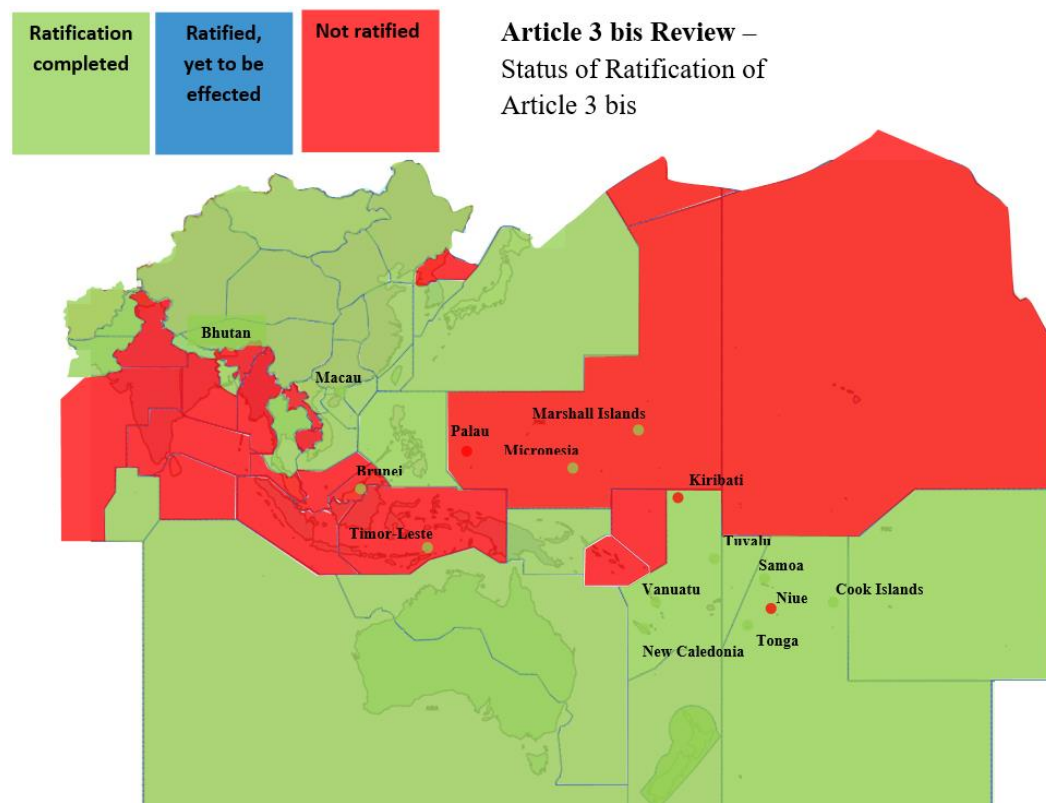 Ratification
completed
Ratified,
yet to be
effected
Not ratified
Article 3 bis Review –
Status of Ratification of
Article 3 bis
Bhutan
Macau
Marshall Islands
Palau
Micronesia
Brunei
Kiribati
Timor-Leste
Tuvalu
Samoa
Vanuatu
Niue
Cook Islands
Tonga
New Caledonia